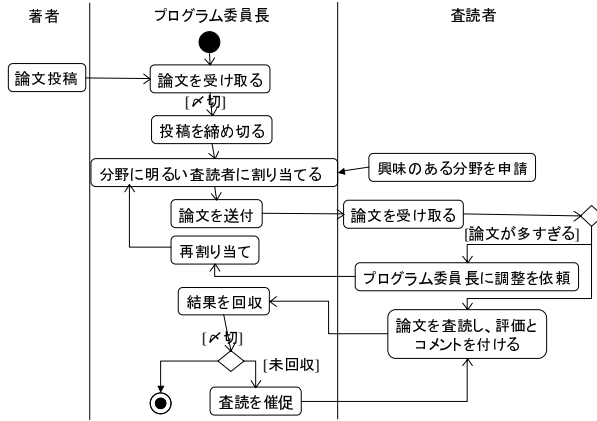 著者
プログラム委員長
査読者
論文投稿
論文を受け取る
[〆切]
投稿を締め切る
分野に明るい査読者に割り当てる
興味のある分野を申請
論文を送付
論文を受け取る
[論文が多すぎる]
再割り当て
プログラム委員長に調整を依頼
結果を回収
論文を査読し、評価と
コメントを付ける
[〆切]
[未回収]
査読を催促